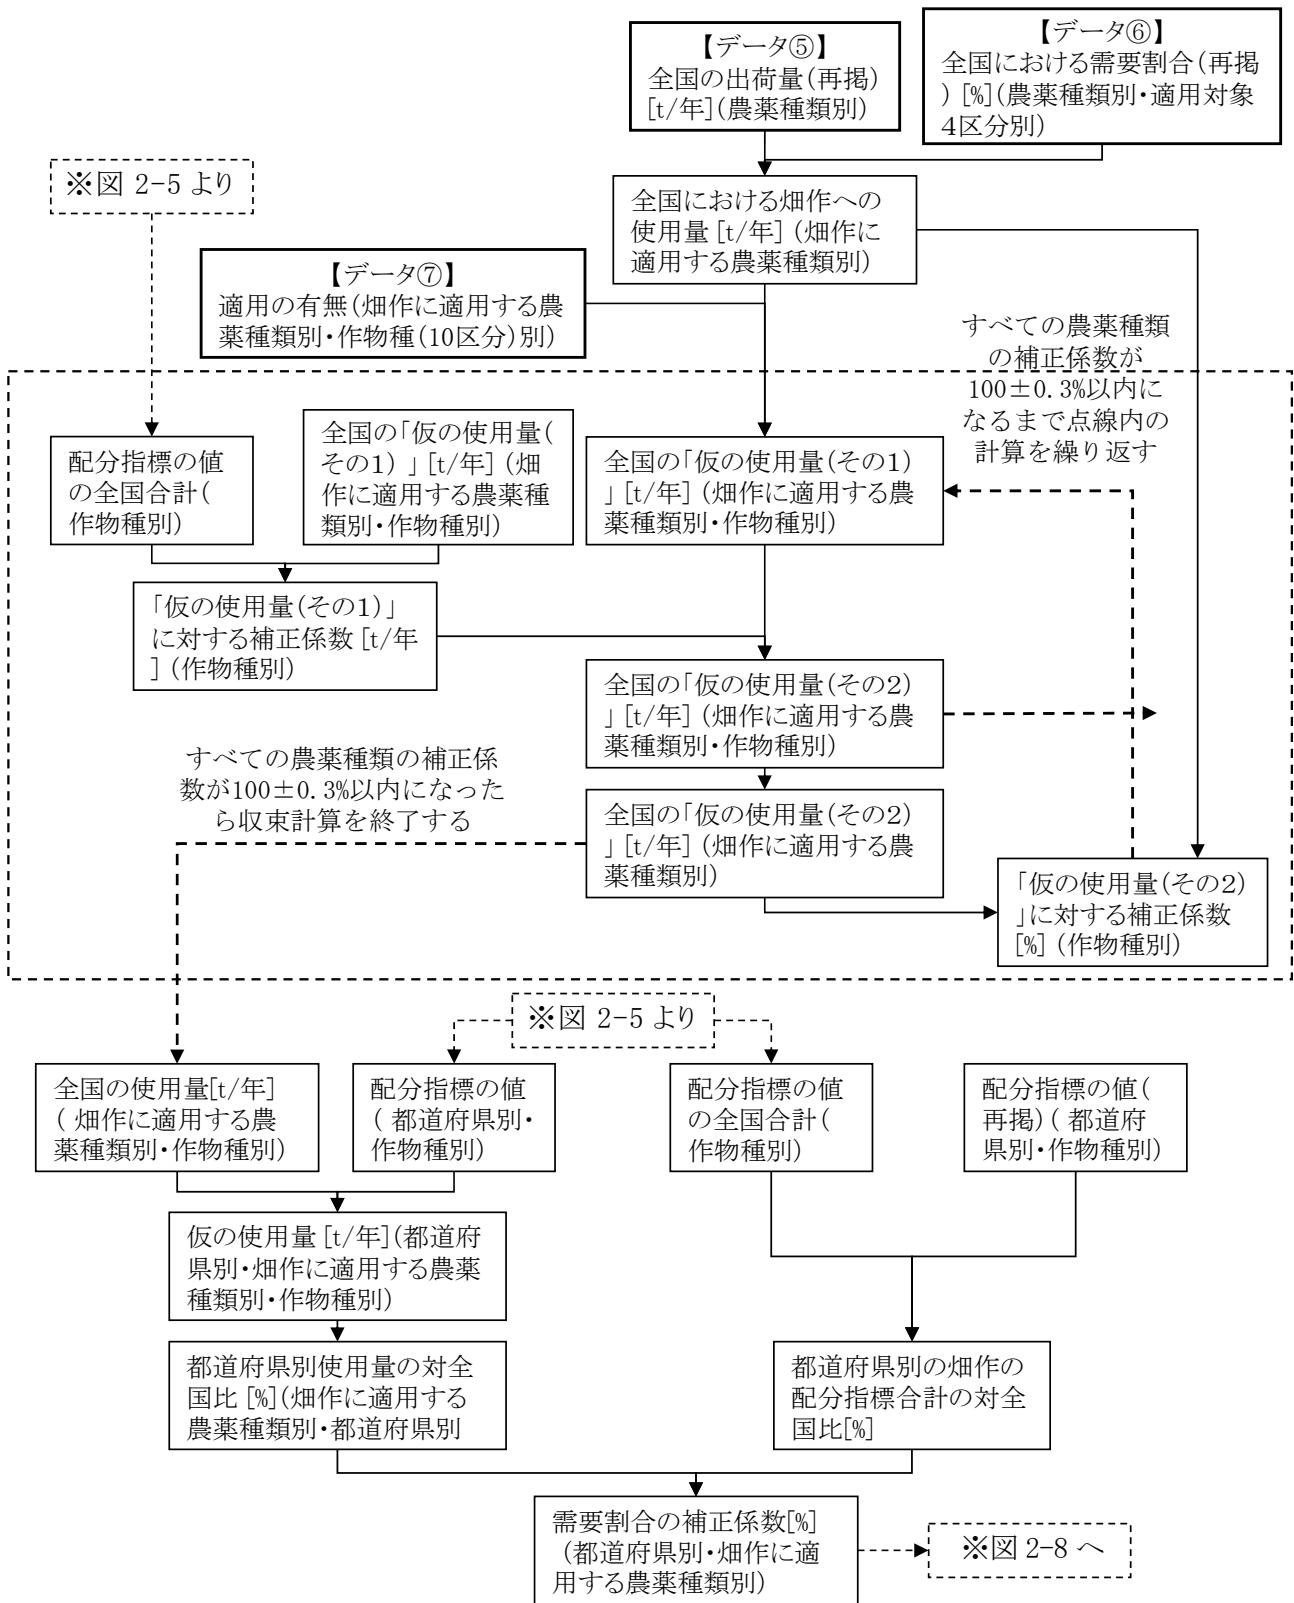 【データ⑤】
全国の出荷量(再掲)
[t/年](農薬種類別)
【データ⑥】
全国における需要割合(再掲
)[%](農薬種類別・適用対象
4区分別)
※図 2-5 より
全国における畑作への
使用量[t/年](畑作に
適用する農薬種類別)
【データ⑦】
適用の有無(畑作に適用する農
薬種類別・作物種(10区分)別)
すべての農薬種類
の補正係数が
100±0.3%以内に
なるまで点線内の
計算を繰り返す
配分指標の値
の全国合計(
作物種別)
全国の「仮の使用量(
その1)」[t/年](畑
作に適用する農薬種
類別・作物種別)
全国の「仮の使用量(その1)
」[t/年](畑作に適用する農
薬種類別・作物種別)
「仮の使用量(その1)」
に対する補正係数[t/年
](作物種別)
全国の「仮の使用量(その2)
」[t/年](畑作に適用する農
薬種類別・作物種別)
すべての農薬種類の補正係
数が100±0.3%以内になった
ら収束計算を終了する
全国の「仮の使用量(その2)
」[t/年](畑作に適用する農
薬種類別)
「仮の使用量(その2)
」に対する補正係数
[%](作物種別)
※図 2-5 より
全国の使用量[t/年]
( 畑作に適用する農
薬種類別・作物種別)
配分指標の値
( 都道府県別・
作物種別)
配分指標の値
の全国合計(
作物種別)
配分指標の値(
再掲)( 都道府
県別・作物種別)
仮の使用量[t/年](都道府
県別・畑作に適用する農薬
種類別・作物種別)
都道府県別使用量の対全
国比[%](畑作に適用する
農薬種類別・都道府県別
都道府県別の畑作の
配分指標合計の対全
国比[%]
需要割合の補正係数[%]
(都道府県別・畑作に適
用する農薬種類別)
※図 2-8 へ